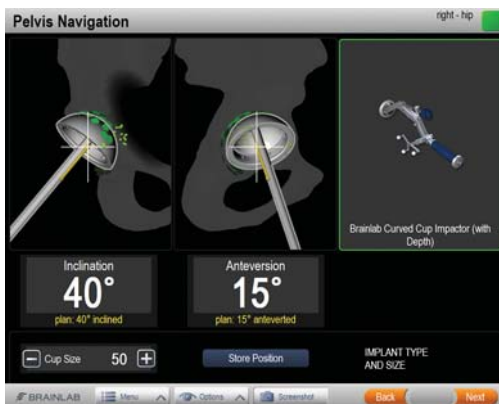 Pelvis Navigation
right - hip
Brainlab Curved Cup Impactor (with
Depth)
Inclination
40°
plan: 40° inclined
Anteversion
15°
plan: 15° anteverted
Cup Size 50
Store Position
IMPLANT TYPE
AND SIZE
BRAINLAB
Menu
Options
Screenshot
Back
Next